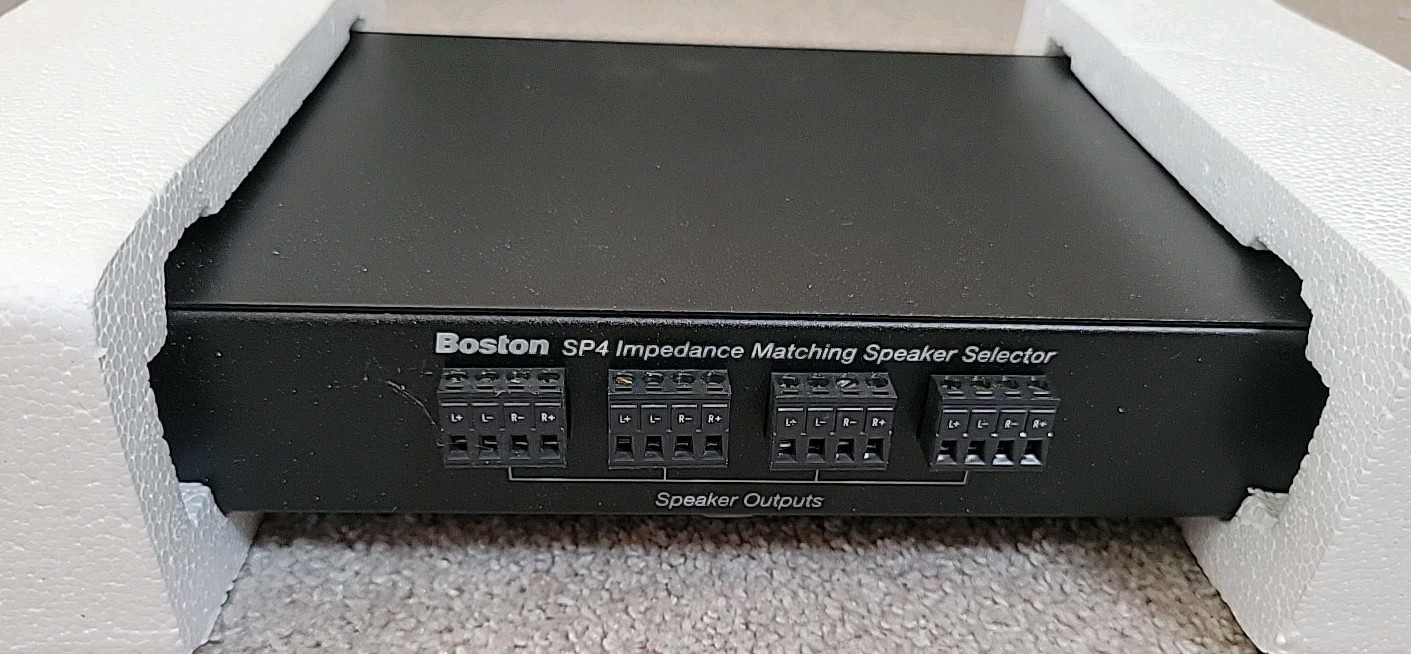 Boston SP4 Impedance Matching Speaker Selector
L+ L− R− R+ L+ L− R− R+ L+ L− R− R+ L+ L− R− R+
Speaker Outputs